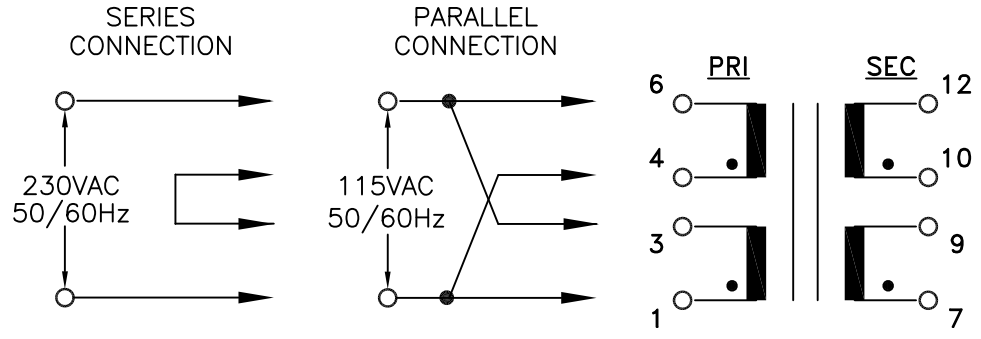 SERIES
CONNECTION
230VAC
50/60Hz
PARALLEL
CONNECTION
115VAC
50/60Hz
PRI
SEC
6
12
4
10
3
9
1
7